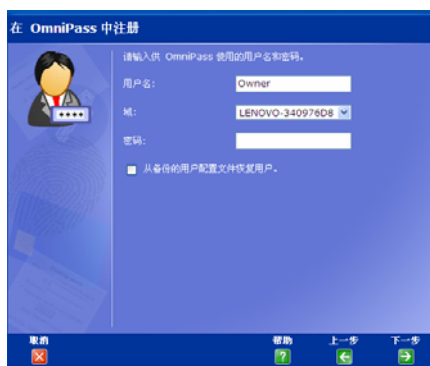 在 OmniPass 中注册
请输入供 OmniPass 使用的用户名和密码。
用户名:
Owner
域:
LENOVO-340976D8
密码:
从备份的用户配置文件恢复用户。
取消
帮助
上一步
下一步